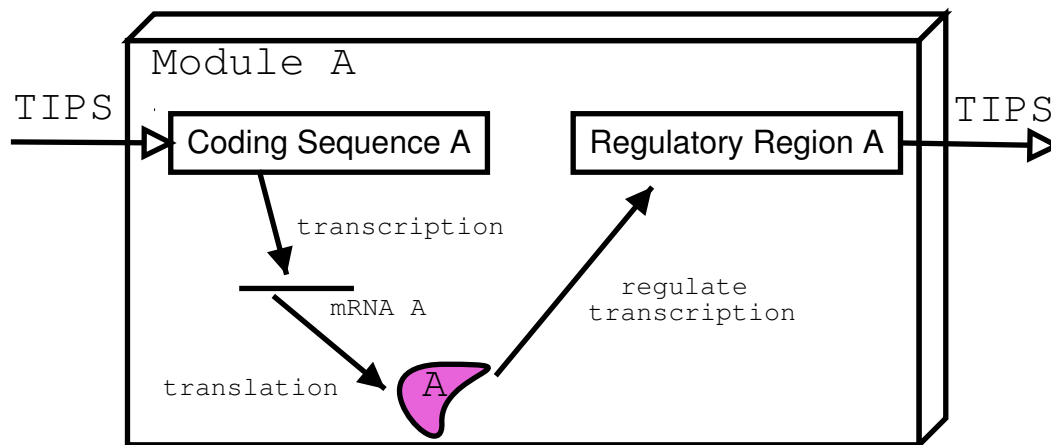 Module A
TIPS
TIPS
Coding Sequence A
Regulatory Region A
transcription
mRNA A
regulate
transcription
translation
A